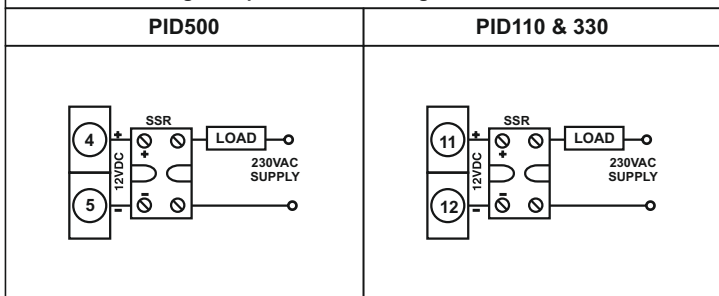 PID500
PID110 & 330
SSR
4
+
+
LOAD
12VDC
230VAC
SUPPLY
5
-
-
SSR
11
+
+
LOAD
12VDC
230VAC
SUPPLY
12
-
-